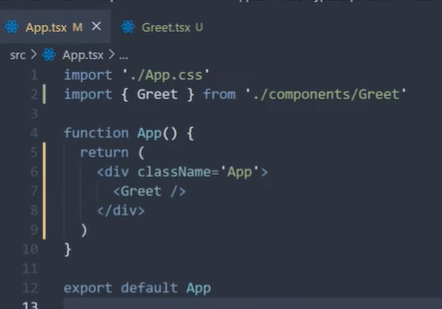 App.tsx M × Greet.tsx U
src > App.tsx > ...
1 import './App.css'
2 import { Greet } from './components/Greet'
3
4 function App() {
5 return (
6 <div className='App'>
7 <Greet />
8 </div>
9 )
10 }
11
12 export default App
13